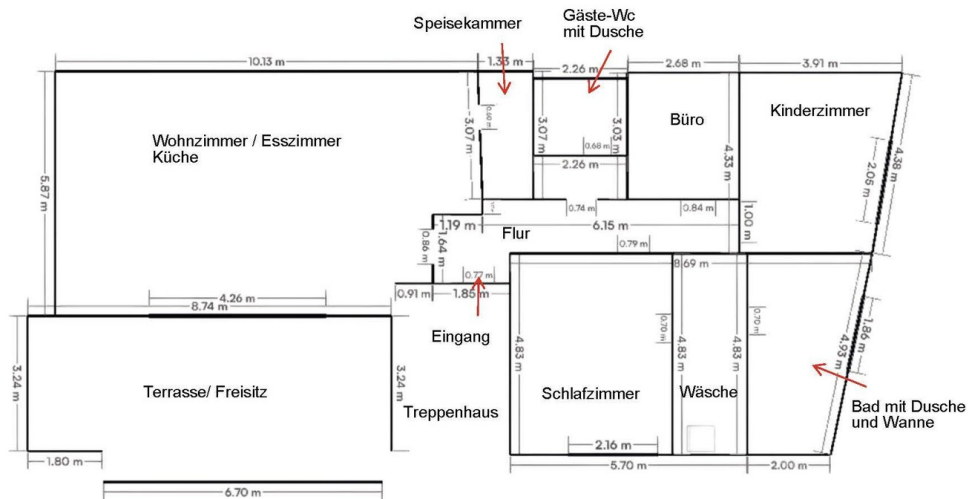 Speisekammer
Gäste-Wc
mit Dusche
10.13 m
1.33 m
2.26 m
2.68 m
3.91 m
Wohnzimmer / Esszimmer
Küche
5.87 m
3.07 m
3.07 m
3.03 m
0.68 m
2.26 m
Büro
4.33 m
Kinderzimmer
4.38 m
2.05 m
0.74 m
0.84 m
1.00 m
1.19 m
Flur
6.15 m
0.86 m
1.64 m
0.79 m
0.77 m
8.69 m
0.91 m
1.85 m
4.26 m
8.74 m
Eingang
0.70 m
0.70 m
1.86 m
4.93 m
3.24 m
Terrasse/ Freisitz
3.24 m
Treppenhaus
4.83 m
Schlafzimmer
4.83 m
Wäsche
4.83 m
Bad mit Dusche
und Wanne
2.16 m
1.80 m
5.70 m
2.00 m
6.70 m